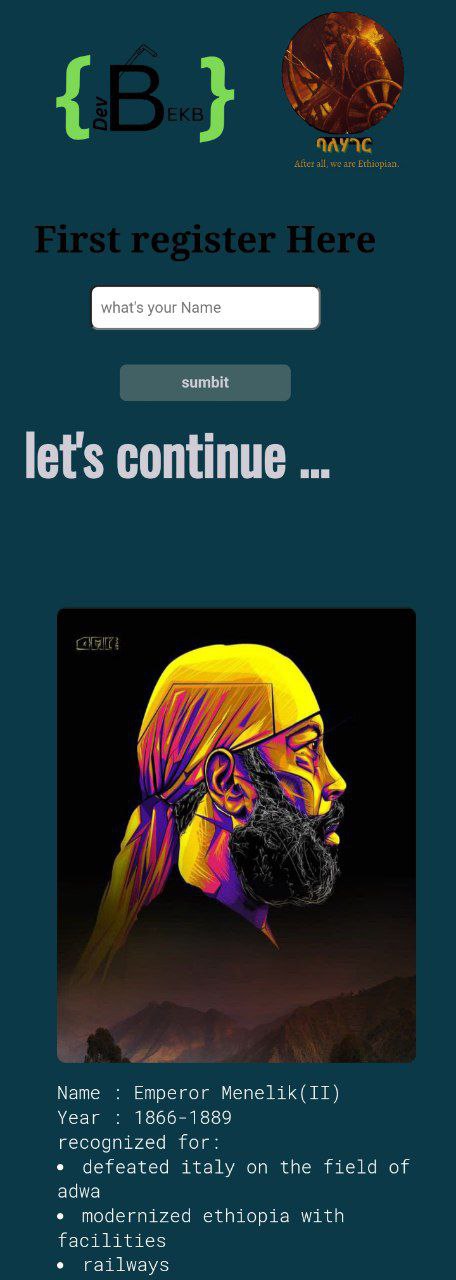 { Dev BEKB }
ባለሃገር
After all, we are Ethiopian.
First register Here
what's your Name
sumbit
let's continue ...
Name : Emperor Menelik(II)
Year : 1866-1889
recognized for:
• defeated italy on the field of
adwa
• modernized ethiopia with
facilities
• railways